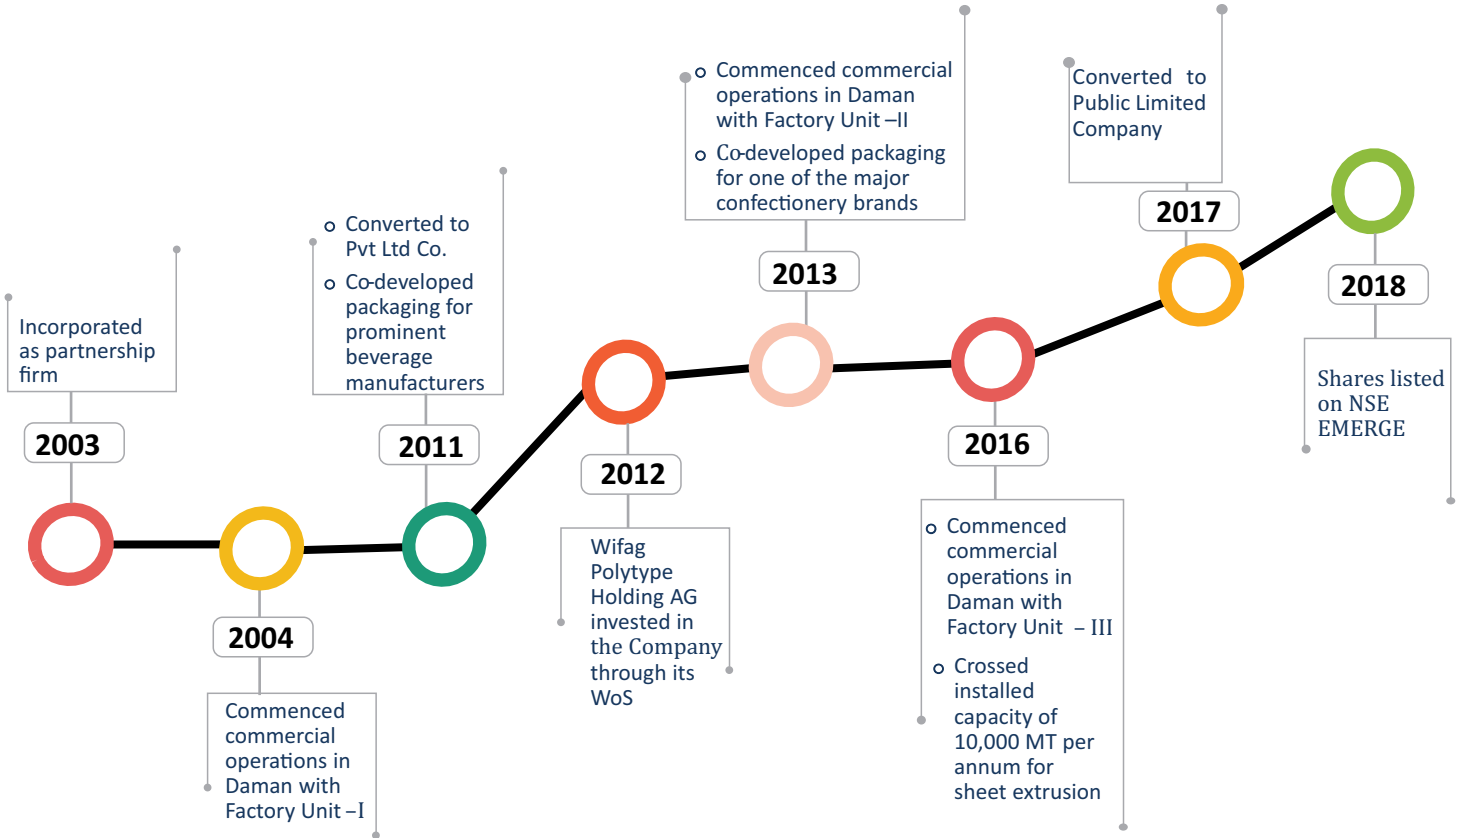 Incorporated
as partnership
firm
2003
2004
Commenced
commercial
operations in
Daman with
Factory Unit –I
Converted to
Pvt Ltd Co.
Co-developed
packaging for
prominent
beverage
manufacturers
2011
2012
Wifag
Polytype
Holding AG
invested in
the Company
through its
WoS
Commenced commercial
operations in Daman
with Factory Unit –II
Co-developed packaging
for one of the major
confectionery brands
2013
2016
Commenced
commercial
operations in
Daman with
Factory Unit – III
Crossed
installed
capacity of
10,000 MT per
annum for
sheet extrusion
Converted to
Public Limited
Company
2017
2018
Shares listed
on NSE
EMERGE